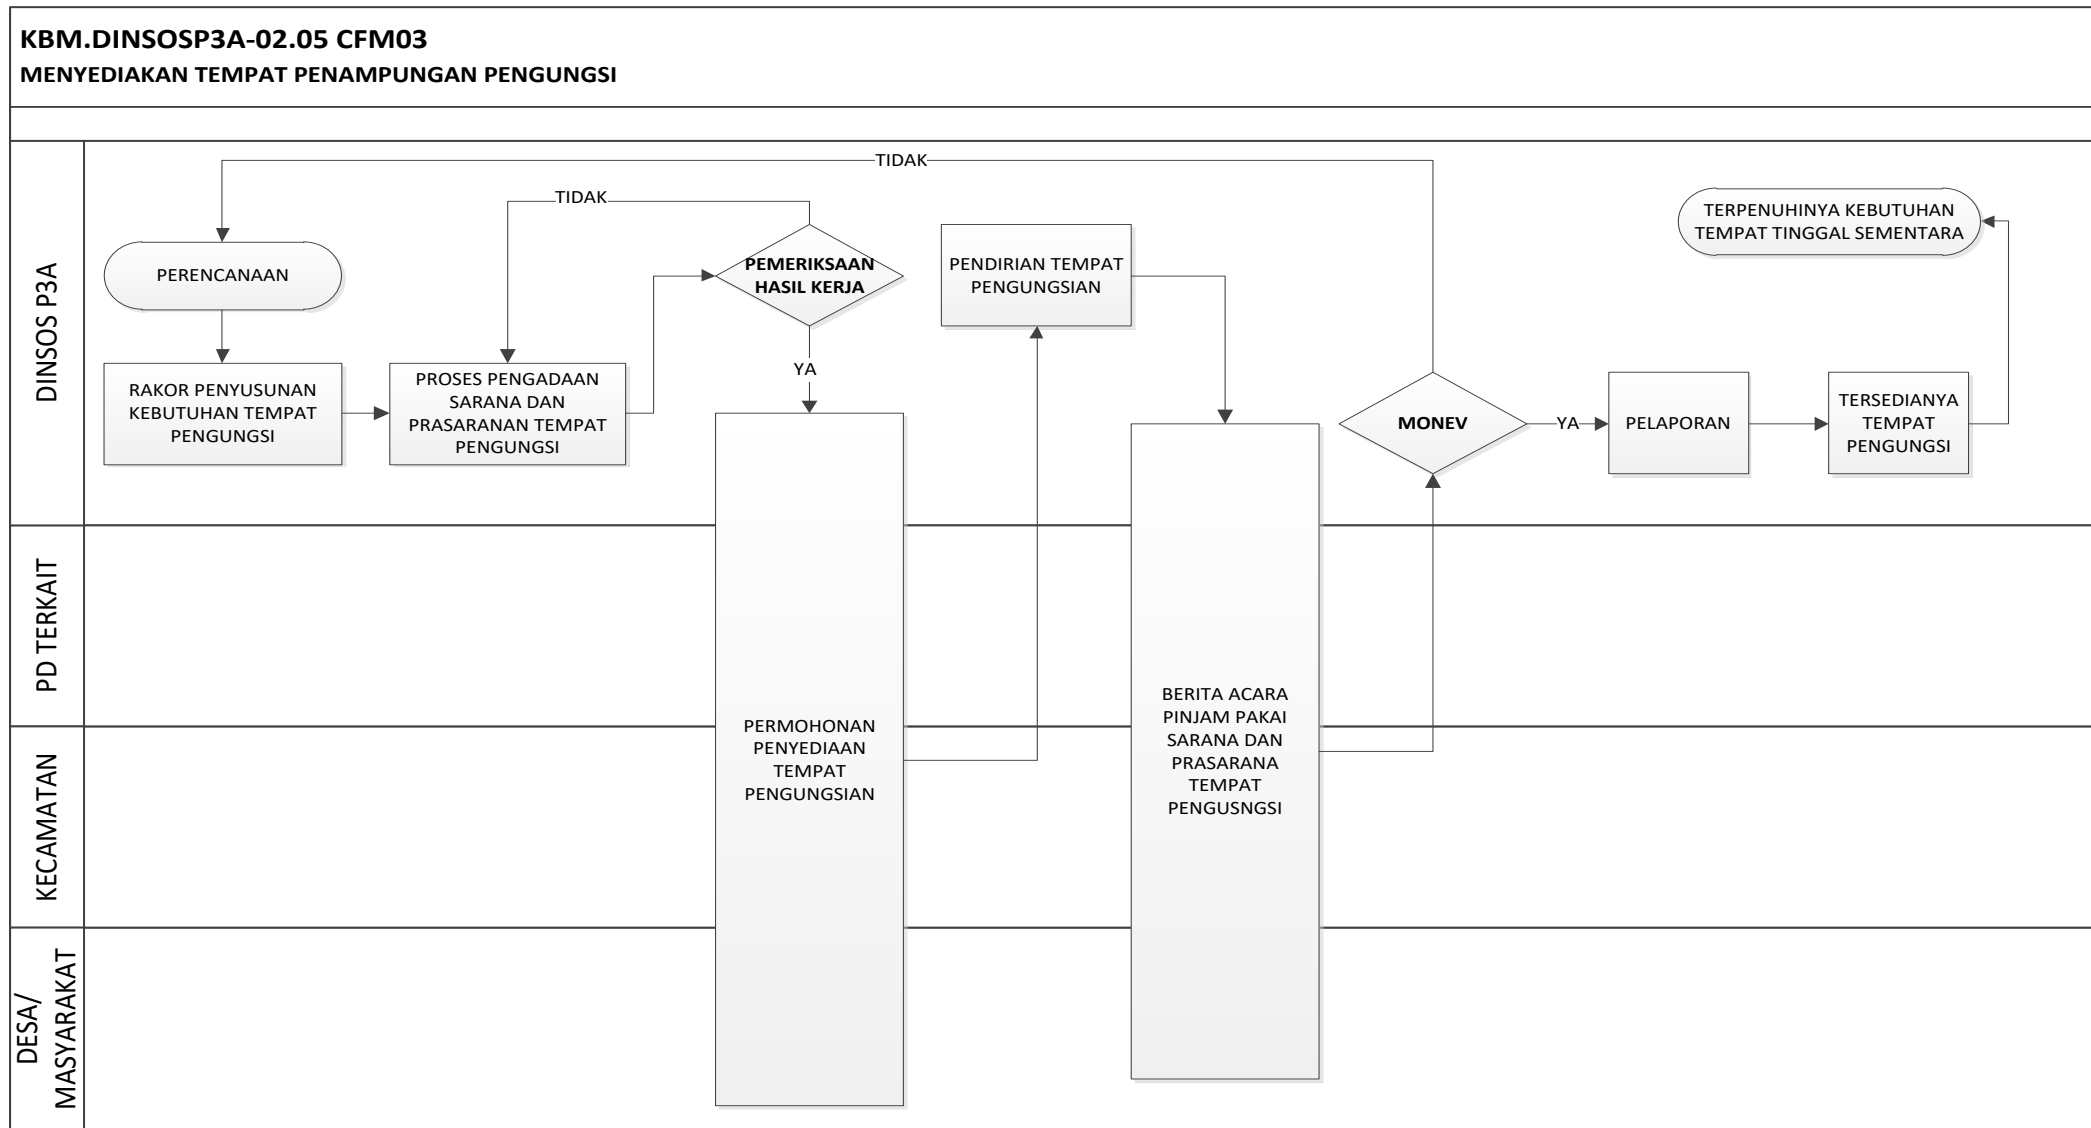 KBM.DINSOSP3A-02.05 CFM03
MENYEDIAKAN TEMPAT PENAMPUNGAN PENGUNGSI
DINSOS P3A
TIDAK
TIDAK
PERENCANAAN
RAKOR PENYUSUNAN
KEBUTUHAN TEMPAT
PENGUNGSI
PROSES PENGADAAN
SARANA DAN
PRASARANAN TEMPAT
PENGUNGSI
PEMERIKSAAN
HASIL KERJA
YA
PERMOHONAN
PENYEDIAAN
TEMPAT
PENGUNGSIAN
PENDIRIAN TEMPAT
PENGUNGSIAN
BERITA ACARA
PINJAM PAKAI
SARANA DAN
PRASARANA
TEMPAT
PENGUSNGSI
MONEV
YA
PELAPORAN
TERSEDIANYA
TEMPAT
PENGUNGSI
TERPENUHINYA KEBUTUHAN
TEMPAT TINGGAL SEMENTARA
PD TERKAIT
KECAMATAN
DESA/
MASYARAKAT